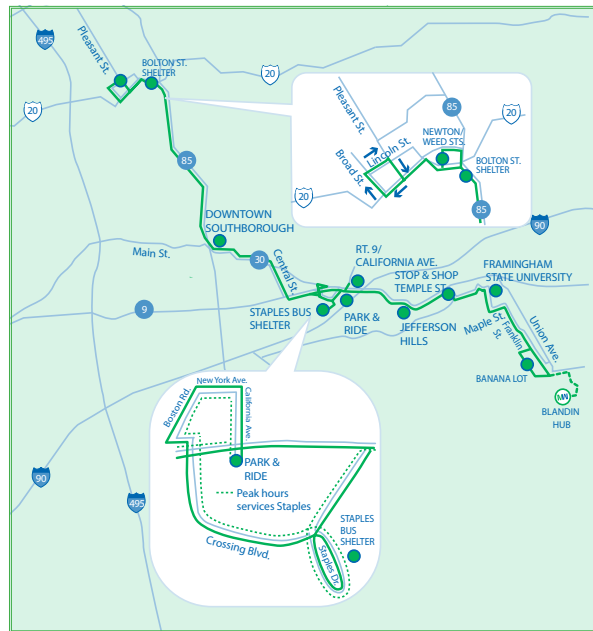 495
Pleasant St.
BOLTON ST.
SHELTER
20
20
85
DOWNTOWN
SOUTHBOROUGH
Main St.
30
Central St.
9
STAPLES BUS
SHELTER
RT. 9/
CALIFORNIA AVE.
STOP & SHOP
TEMPLE ST.
PARK &
RIDE
JEFFERSON
HILLS
FRAMINGHAM
STATE UNIVERSITY
90
Maple St.
Franklin
St.
Union Ave.
BANANA LOT
BLANDIN
HUB
Pleasant St.
85
20
NEWTON/
WEED STS.
Lincoln St.
Broad St.
BOLTON ST.
SHELTER
20
85
New York Ave.
Boston Rd.
California Ave.
PARK &
RIDE
Peak hours
services Staples
Crossing Blvd.
STAPLES
BUS
SHELTER
Staples Dr.
90
495